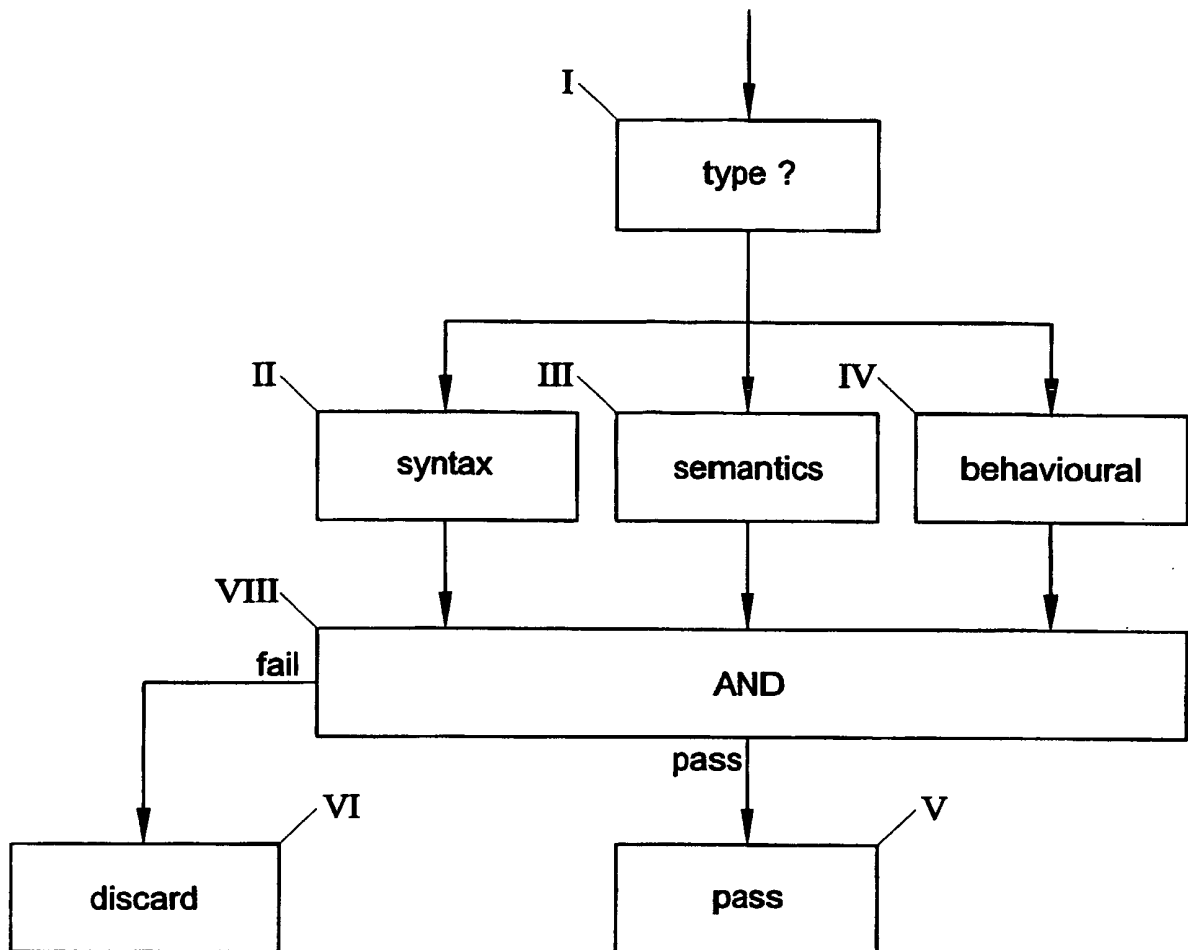 I
type ?
II
III
IV
syntax
semantics
behavioural
VIII
fail
AND
pass
VI
V
discard
pass